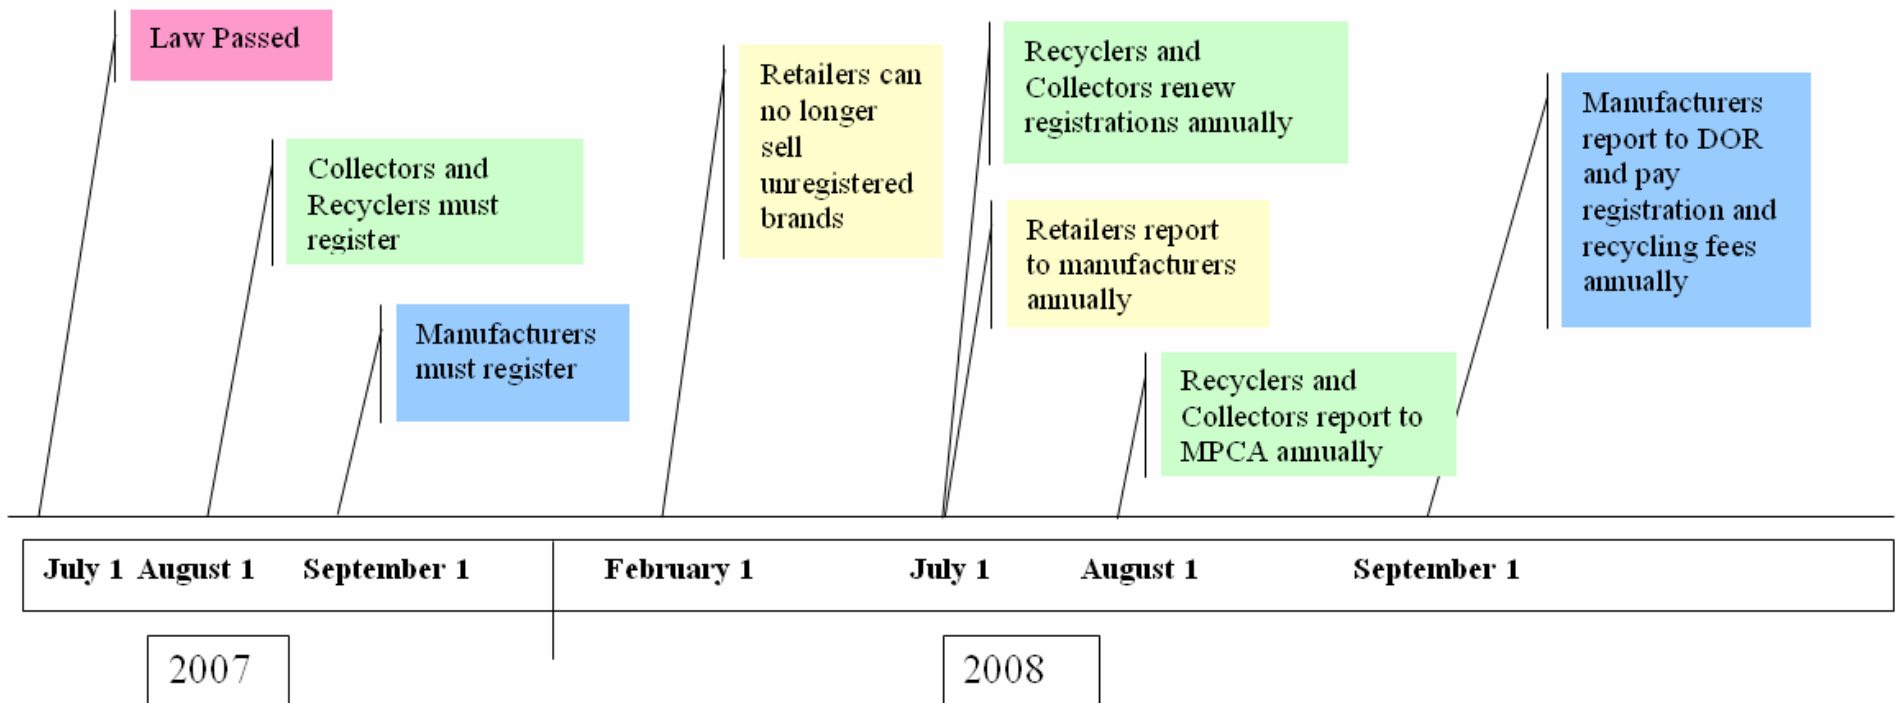 Law Passed
Collectors and
Recyclers must
register
Manufacturers
must register
Retailers can
no longer
sell
unregistered
brands
Recyclers and
Collectors renew
registrations annually
Retailers report
to manufacturers
annually
Recyclers and
Collectors report to
MPCA annually
Manufacturers
report to DOR
and pay
registration and
recycling fees
annually
July 1 August 1 September 1 February 1 July 1 August 1 September 1
2007 2008